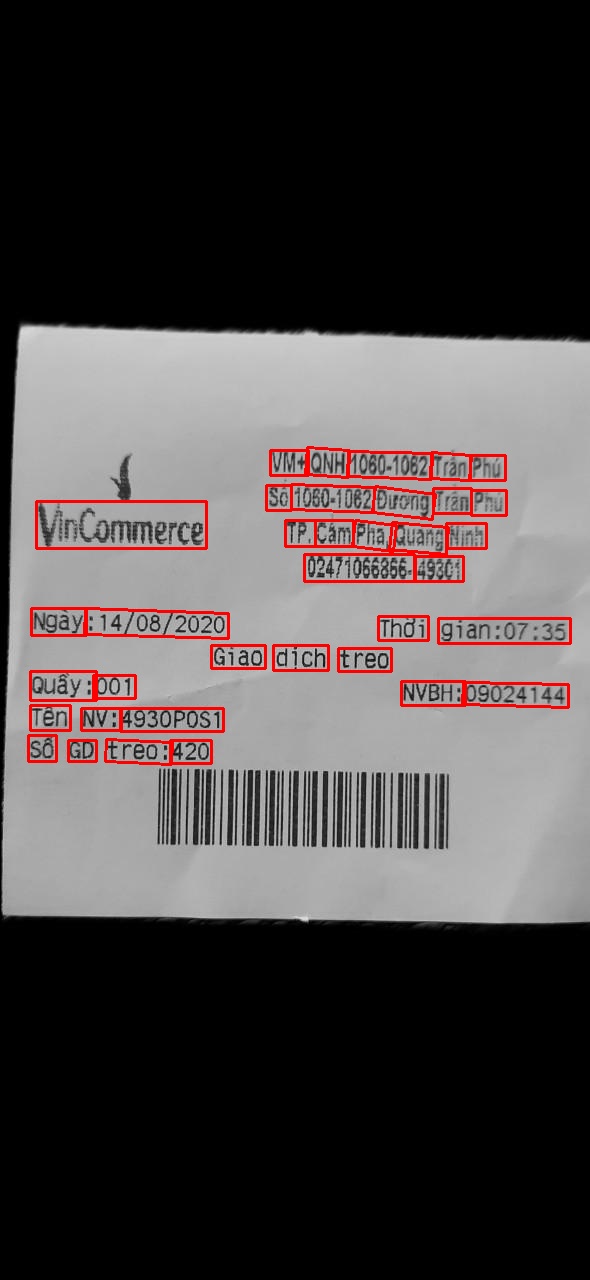 VM+ QNH 1060-1062 Trần Phú
Số 1060-1062 Đường Trần Phú
VinCommerce
TP. Cẩm Phả, Quảng Ninh
02471066866-49301
Ngày:14/08/2020 Thời gian:07:35
Giao dịch treo
Quầy:001 NVBH:09024144
Tên NV:4930POS1
Số GD treo:420